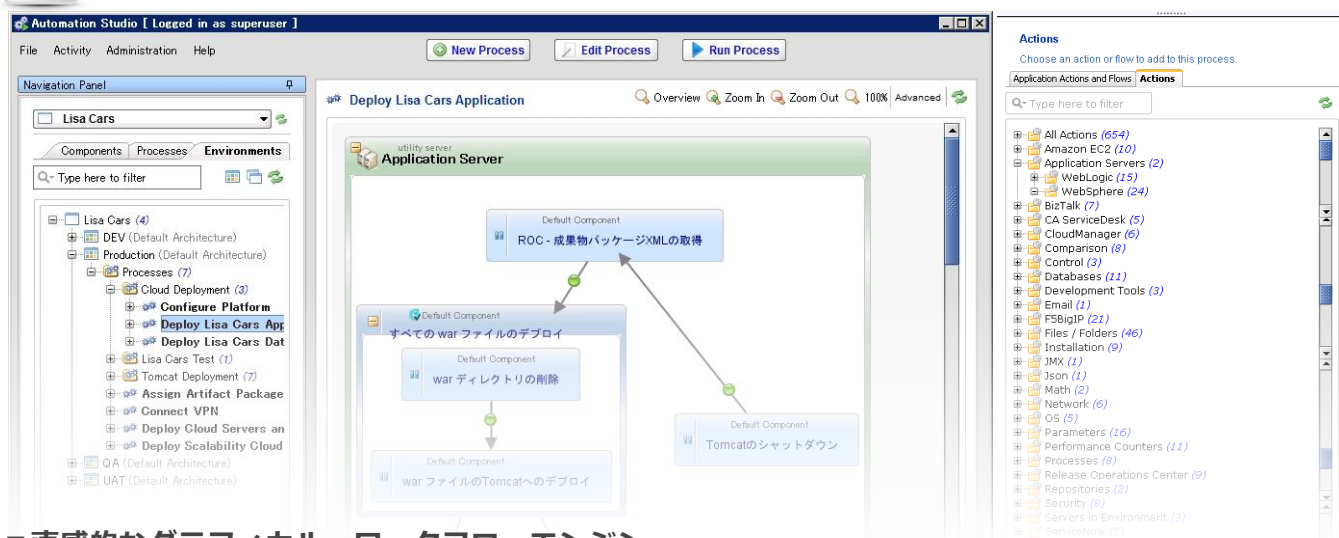 Automation Studio [ Logged in as superuser ]
File Activity Administration Help
New Process
Edit Process
Run Process
Navigation Panel
Lisa Cars
Components Processes Environments
Type here to filter
Lisa Cars (4)
DEV (Default Architecture)
Production (Default Architecture)
Processes (7)
Cloud Deployment (3)
Configure Platform
Deploy Lisa Cars App
Deploy Lisa Cars Dat
Lisa Cars Test (1)
Tomcat Deployment (7)
Assign Artifact Package
Connect VPN
Deploy Cloud Servers an
Deploy Scalability Cloud
QA (Default Architecture)
UAT (Default Architecture)
Deploy Lisa Cars Application
Overview Zoom In Zoom Out 100% Advanced
utility server
Application Server
Default Component
ROC - 成果物パッケージXMLの取得
Default Component
すべての war ファイルのデプロイ
Default Component
war ディレクトリの削除
Default Component
Tomcatのシャットダウン
Default Component
war ファイルのTomcatへのデプロイ
Actions
Choose an action or flow to add to this process.
Application Actions and Flows Actions
Type here to filter
All Actions (654)
Amazon EC2 (10)
Application Servers (2)
WebLogic (15)
WebSphere (24)
BizTalk (7)
CA ServiceDesk (5)
CloudManager (6)
Comparison (8)
Control (3)
Databases (11)
Development Tools (3)
Email (1)
F5BigIP (21)
Files / Folders (46)
Installation (9)
JMX (1)
Json (1)
Math (2)
Network (6)
OS (5)
Parameters (16)
Performance Counters (11)
Processes (8)
Release Operations Center (9)
Repositories (2)
Security (8)
Servers in Environment (3)
ServiceNow (5)